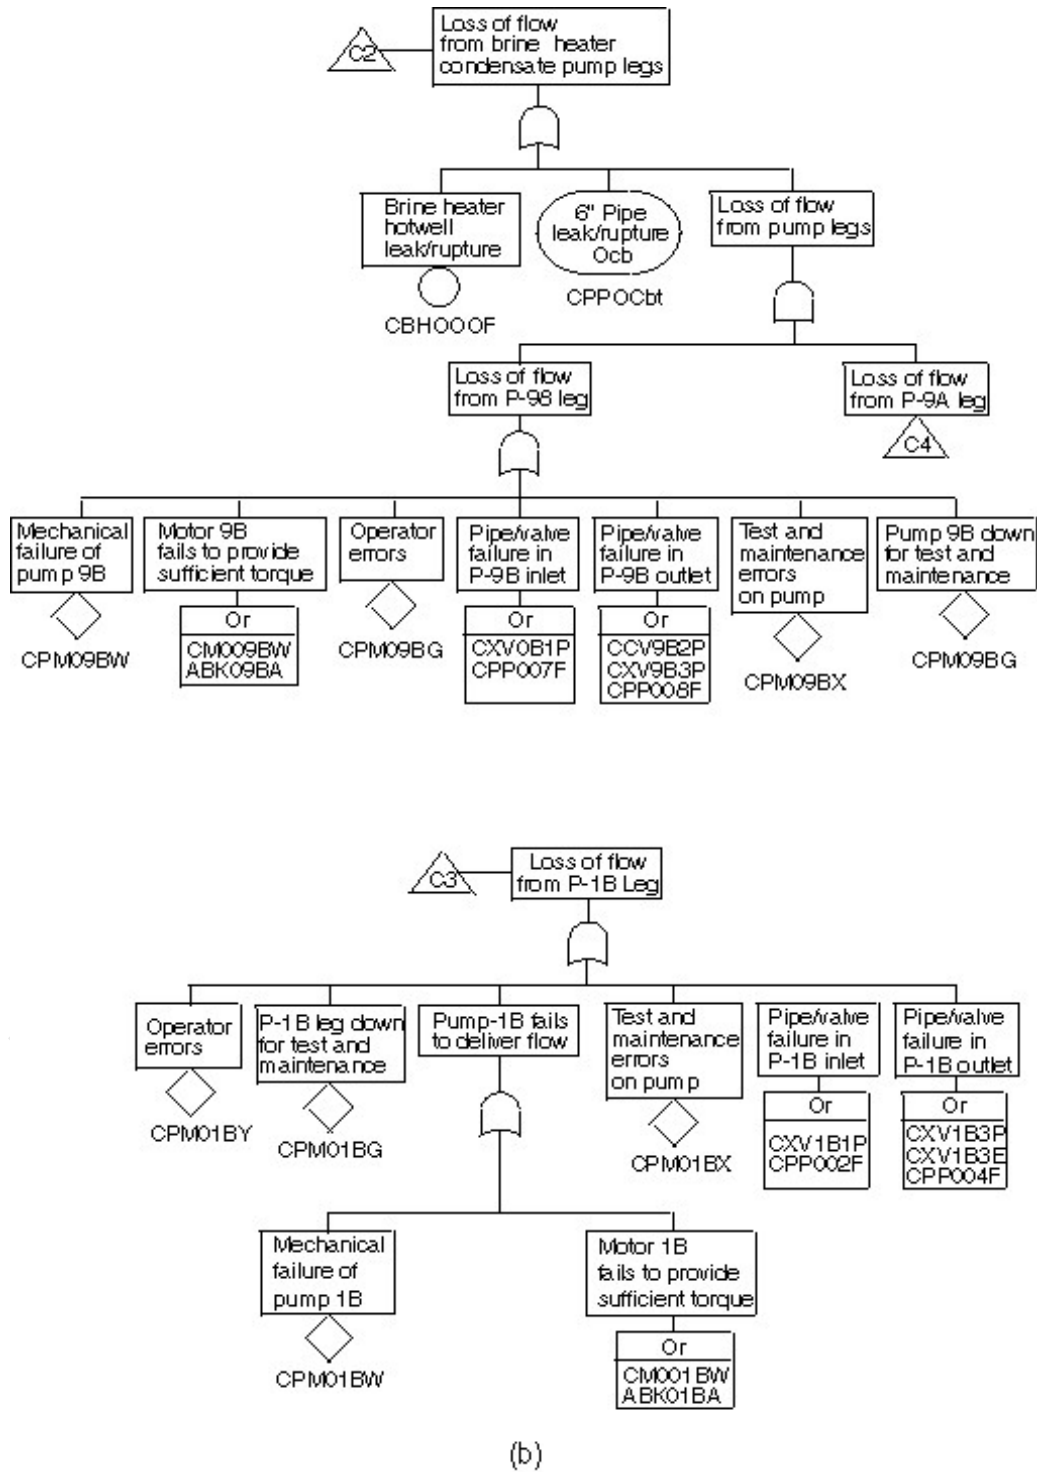 C2
Loss of flow
from brine heater
condensate pump legs
Brine heater
hotwell
leak/rupture
CBHOOOF
6" Pipe
leak/rupture
Ocb
CPPOCbt
Loss of flow
from pump legs
Loss of flow
from P-98 leg
Loss of flow
from P-9A leg
C4
Mechanical
failure of
pump 9B
CPM09BW
Motor 9B
fails to provide
sufficient torque
Or
CM009BW
ABK09BA
Operator
errors
CPM09BG
Pipe/valve
failure in
P-9B inlet
Or
CXV0B1P
CPP007F
Pipe/valve
failure in
P-9B outlet
Or
CCV9B2P
CXV9B3P
CPP008F
Test and
maintenance
errors
on pump
CPM09BX
Pump 9B down
for test and
maintenance
CPM09BG
C3
Loss of flow
from P-1B Leg
Operator
errors
CPM01BY
P-1B leg down
for test and
maintenance
CPM01BG
Pump-1B fails
to deliver flow
Test and
maintenance
errors
on pump
CPM01BX
Pipe/valve
failure in
P-1B inlet
Or
CXV1B1P
CPP002F
Pipe/valve
failure in
P-1B outlet
Or
CXV1B3P
CXV1B3E
CPP004F
Mechanical
failure of
pump 1B
CPM01BW
Motor 1B
fails to provide
sufficient torque
Or
CM001BW
ABK01BA
(b)